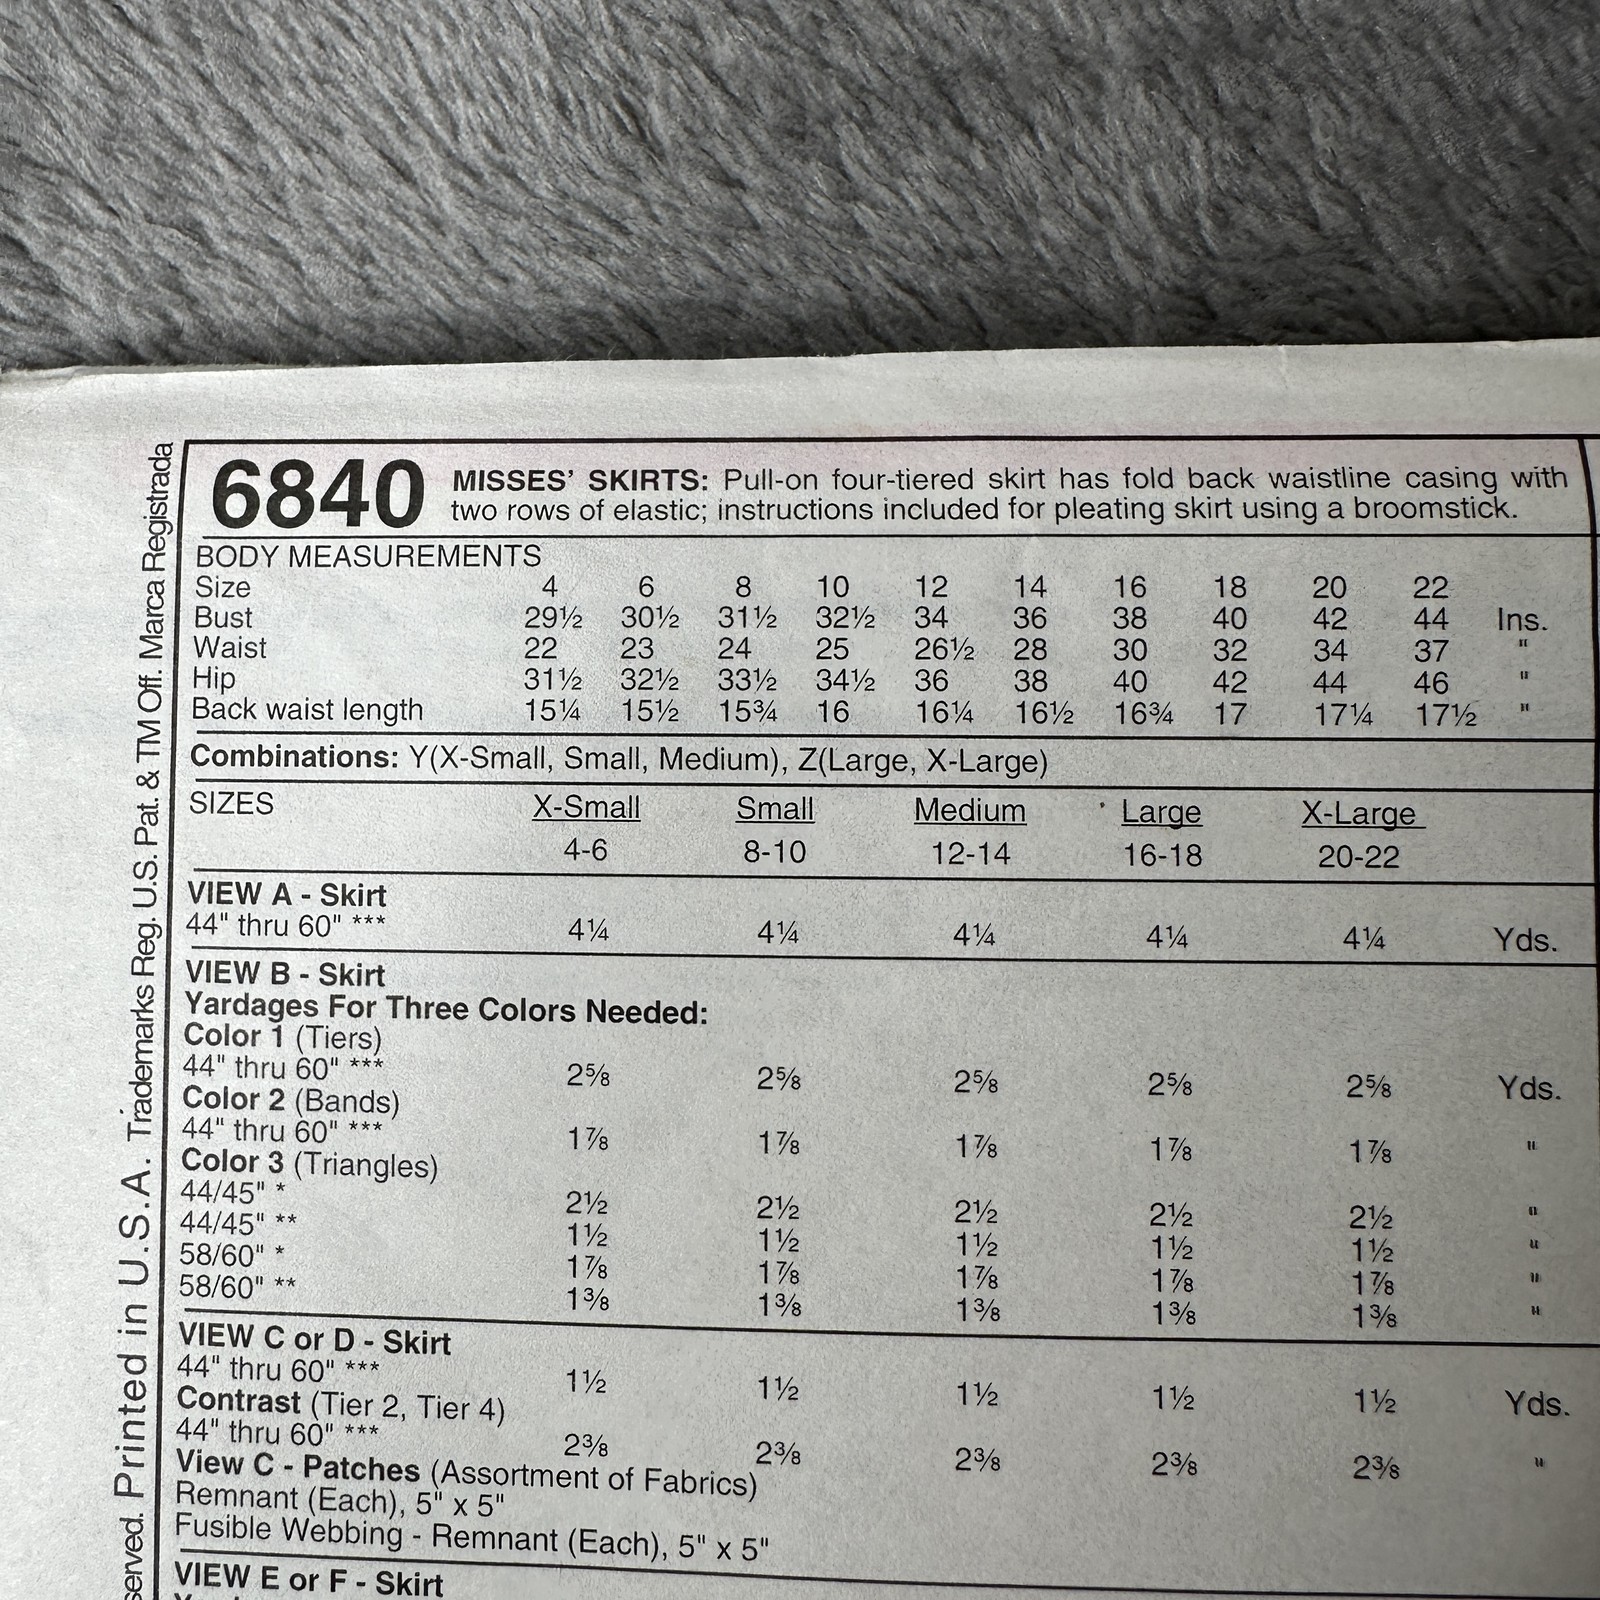 6840 MISSES' SKIRTS: Pull-on four-tiered skirt has fold back waistline casing with
two rows of elastic; instructions included for pleating skirt using a broomstick.
BODY MEASUREMENTS
Size 4 6 8 10 12 14 16 18 20 22
Bust 29½ 30½ 31½ 32½ 34 36 38 40 42 44 Ins.
Waist 22 23 24 25 26½ 28 30 32 34 37 "
Hip 31½ 32½ 33½ 34½ 36 38 40 42 44 46 "
Back waist length 15¼ 15½ 15¾ 16 16¼ 16½ 16¾ 17 17¼ 17½ "
Combinations: Y(X-Small, Small, Medium), Z(Large, X-Large)
SIZES X-Small Small Medium Large X-Large
4-6 8-10 12-14 16-18 20-22
VIEW A - Skirt
44" thru 60" *** 4¼ 4¼ 4¼ 4¼ 4¼ Yds.
VIEW B - Skirt
Yardages For Three Colors Needed:
Color 1 (Tiers)
44" thru 60" *** 2⅝ 2⅝ 2⅝ 2⅝ 2⅝ Yds.
Color 2 (Bands)
44" thru 60" *** 1⅞ 1⅞ 1⅞ 1⅞ 1⅞ "
Color 3 (Triangles)
44/45" * 2½ 2½ 2½ 2½ 2½ "
44/45" ** 1½ 1½ 1½ 1½ 1½ "
58/60" * 1⅞ 1⅞ 1⅞ 1⅞ 1⅞ "
58/60" ** 1⅜ 1⅜ 1⅜ 1⅜ 1⅜ "
VIEW C or D - Skirt
44" thru 60" *** 1½ 1½ 1½ 1½ 1½ Yds.
Contrast (Tier 2, Tier 4)
44" thru 60" *** 2⅜ 2⅜ 2⅜ 2⅜ 2⅜ "
View C - Patches (Assortment of Fabrics)
Remnant (Each), 5" x 5"
Fusible Webbing - Remnant (Each), 5" x 5"
VIEW E or F - Skirt
served. Printed in U.S.A. Trademarks Reg. U.S. Pat. & TM Off. Marca Registrada